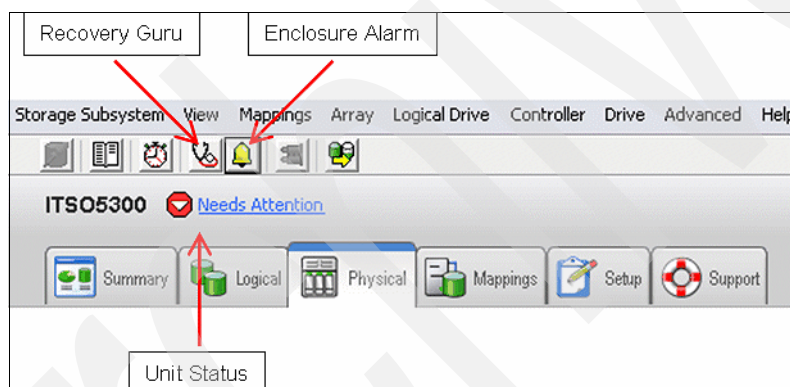 Recovery Guru
Enclosure Alarm
Storage Subsystem View Mappings Array Logical Drive Controller Drive Advanced Help
ITSO5300 Needs Attention
Summary Logical Physical Mappings Setup Support
Unit Status